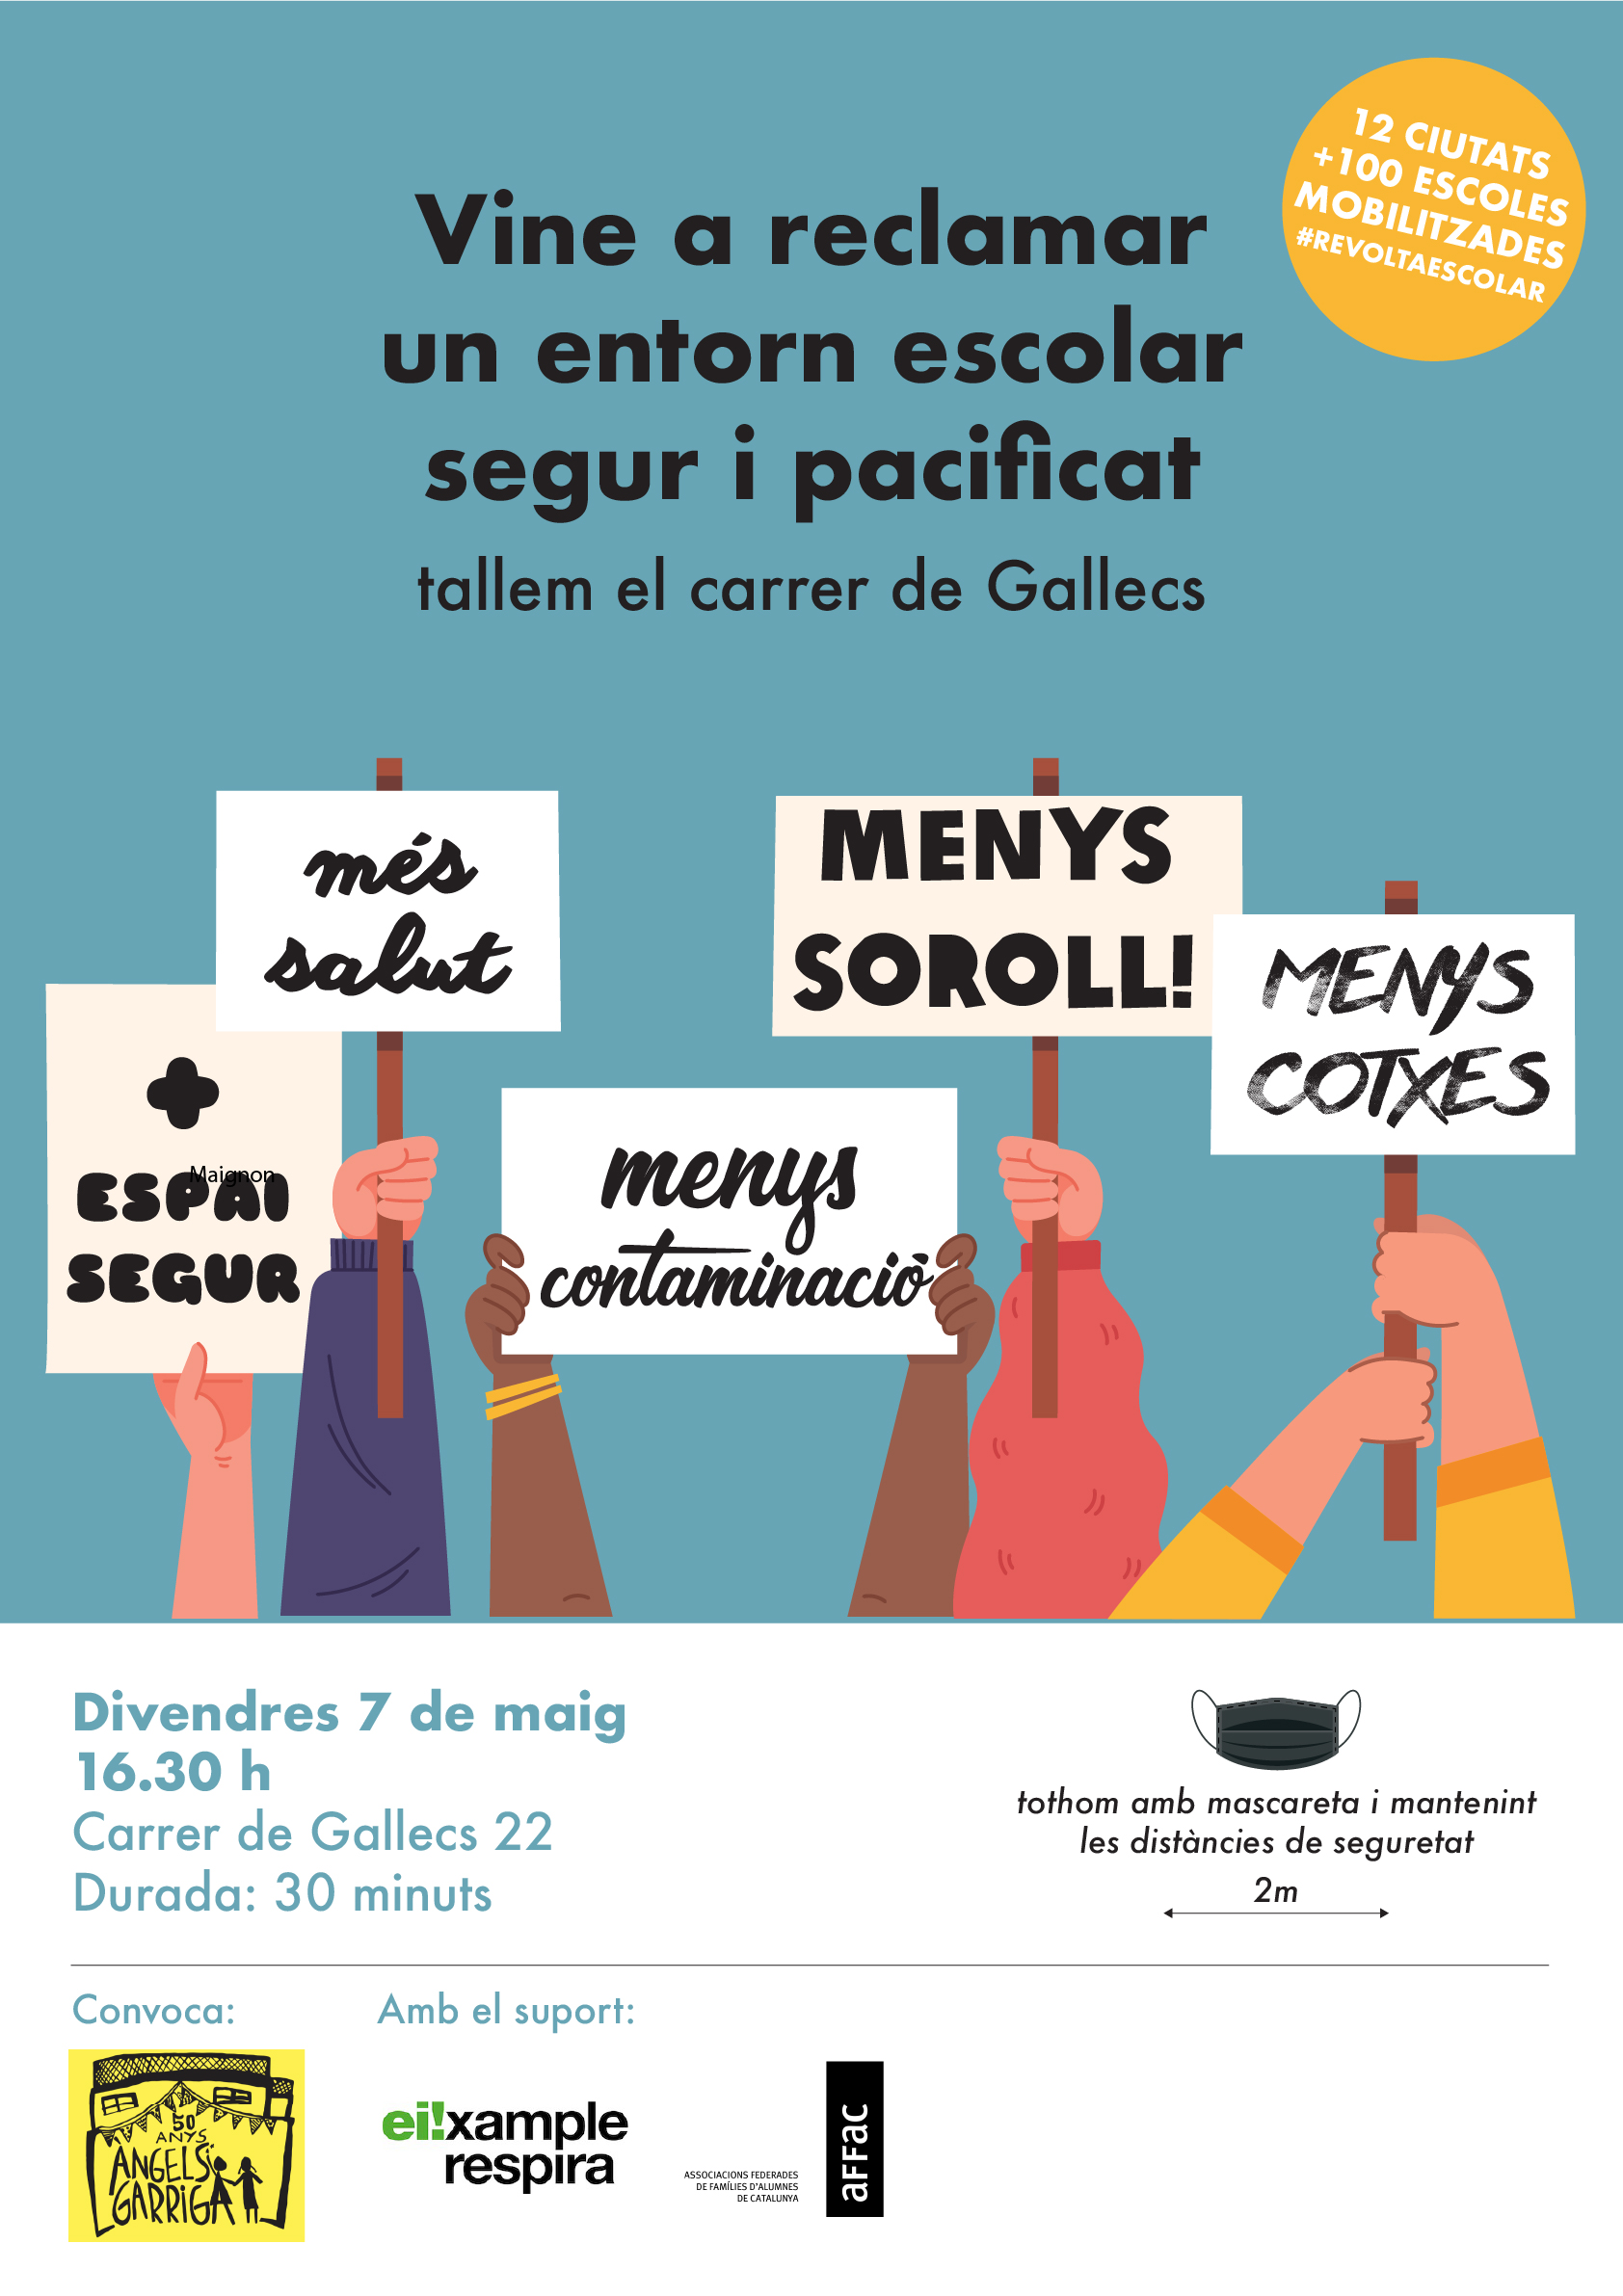 12 CIUTATS
+100 ESCOLES
MOBILITZADES
#REVOLTAESCOLAR
Vine a reclamar
un entorn escolar
segur i pacificat
tallem el carrer de Gallecs
més
salut
MENYS
SOROLL!
MENYS
COTXES
+
Maignon
ESPAI
SEGUR
menys
contaminació
Divendres 7 de maig
16.30 h
Carrer de Gallecs 22
Durada: 30 minuts
tothom amb mascareta i mantenint
les distàncies de seguretat
2m
Convoca:
Amb el suport:
50
ANYS
ÀNGELS
GARRIGA
ei!xample
respira
ASSOCIACIONS FEDERADES
DE FAMÍLIES D'ALUMNES
DE CATALUNYA
aFFac